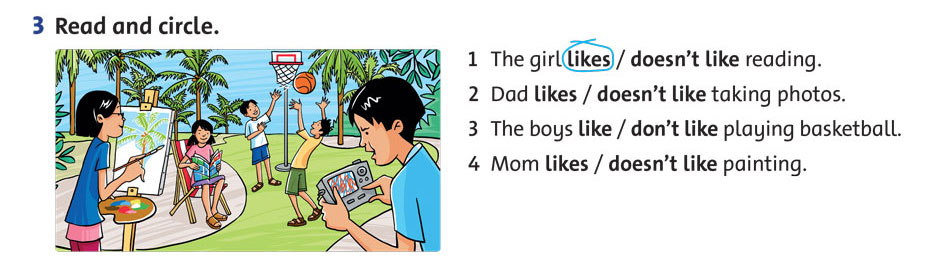 3 Read and circle.
1 The girl likes / doesn't like reading.
2 Dad likes / doesn't like taking photos.
3 The boys like / don't like playing basketball.
4 Mom likes / doesn't like painting.